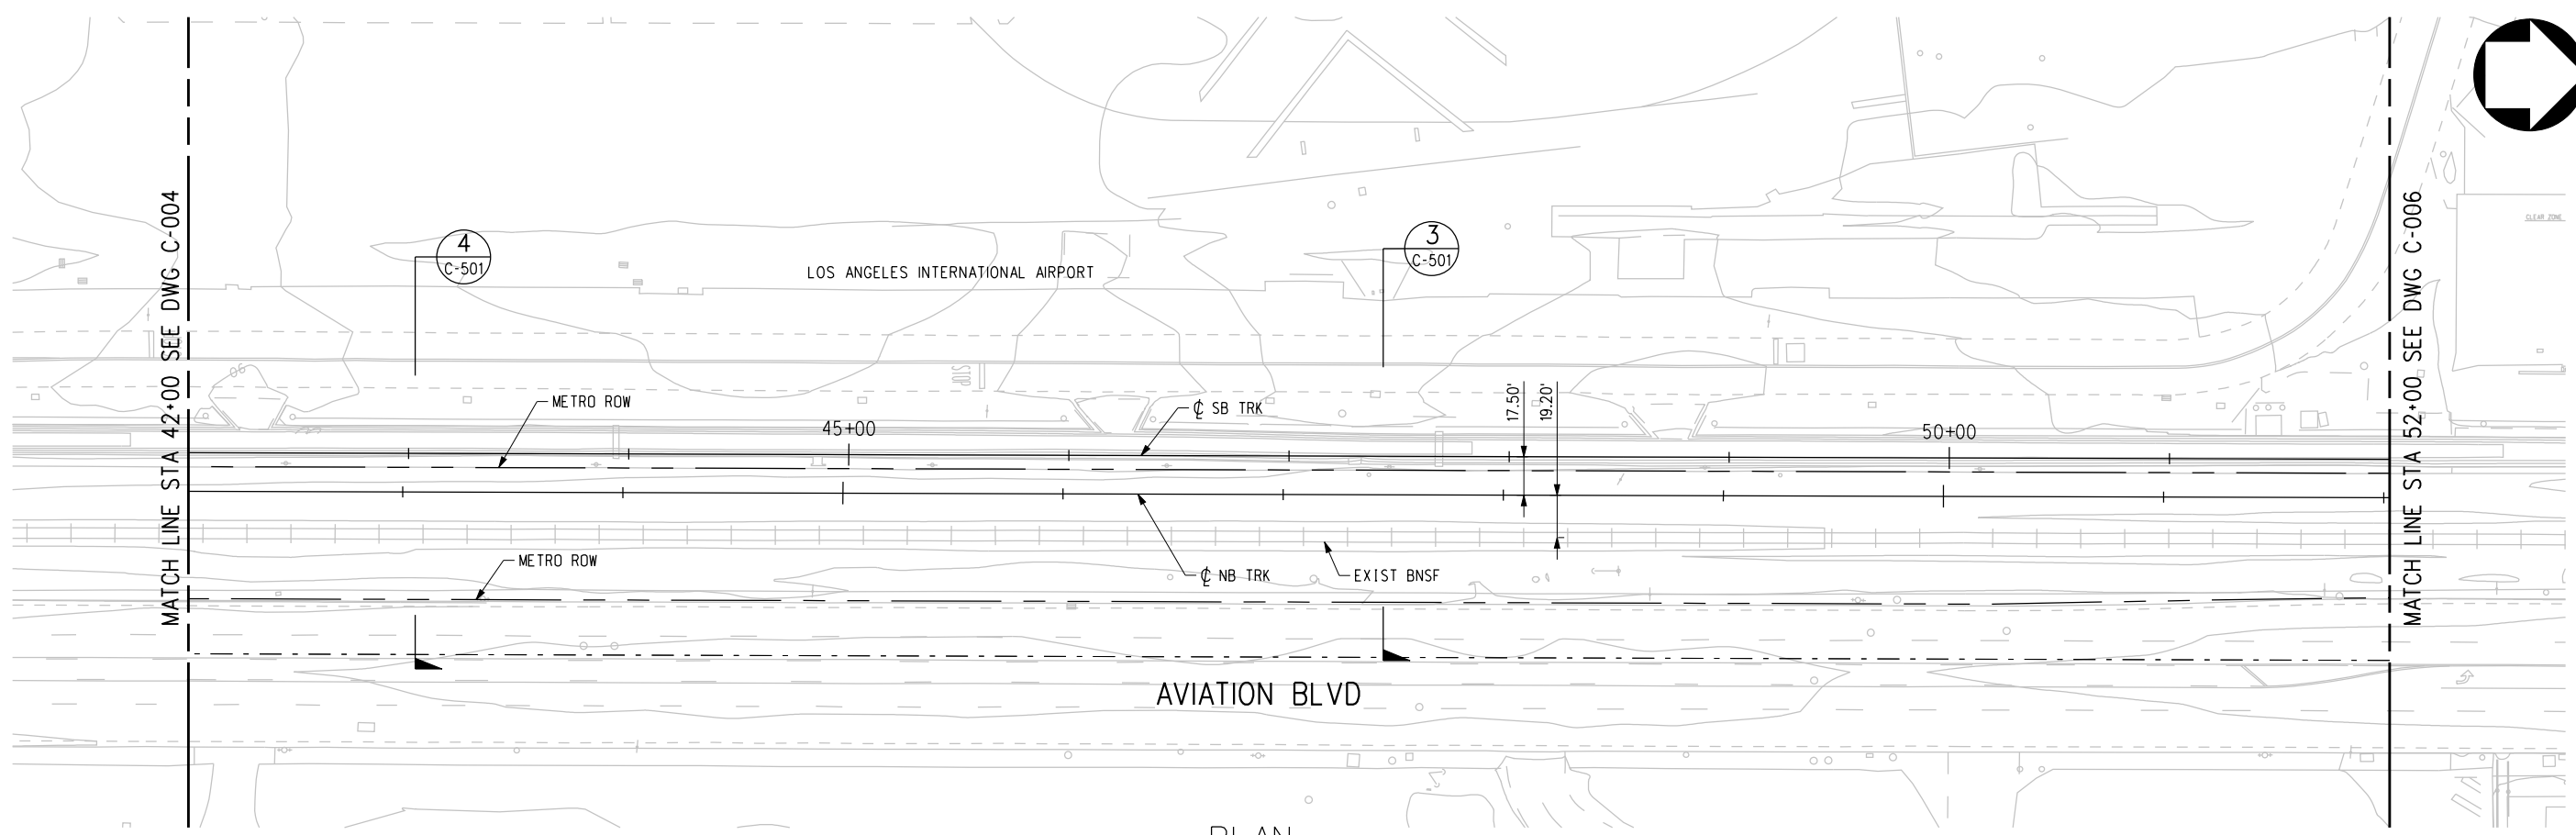 MATCH LINE STA 42+00 SEE DWG C-004
4
C-501
LOS ANGELES INTERNATIONAL AIRPORT
3
C-501
MATCH LINE STA 52+00 SEE DWG C-006
CLEAR ZONE
METRO ROW
45+00
℄ SB TRK
17.50'
19.20'
50+00
METRO ROW
℄ NB TRK
EXIST BNSF
AVIATION BLVD
PLAN